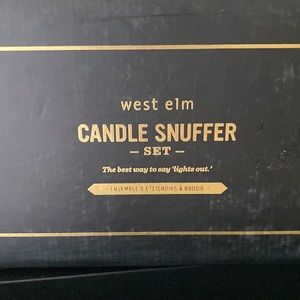 west elm
CANDLE SNUFFER
– SET –
The best way to say 'lights out.'
ENSEMBLE D'ÉTEIGNOIRS À BOUGIE